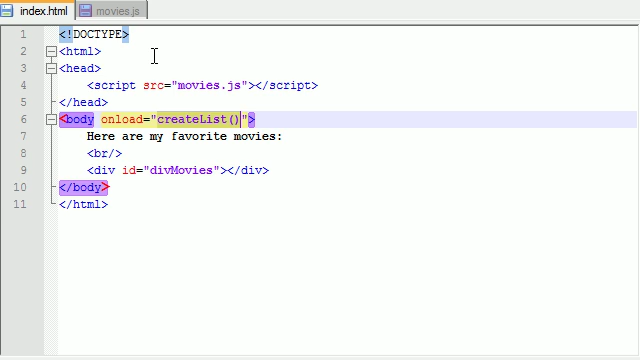 index.html movies.js
1 <!DOCTYPE>
2 <html>
3 <head>
4 <script src="movies.js"></script>
5 </head>
6 <body onload="createList()">
7 Here are my favorite movies:
8 <br/>
9 <div id="divMovies"></div>
10 </body>
11 </html>